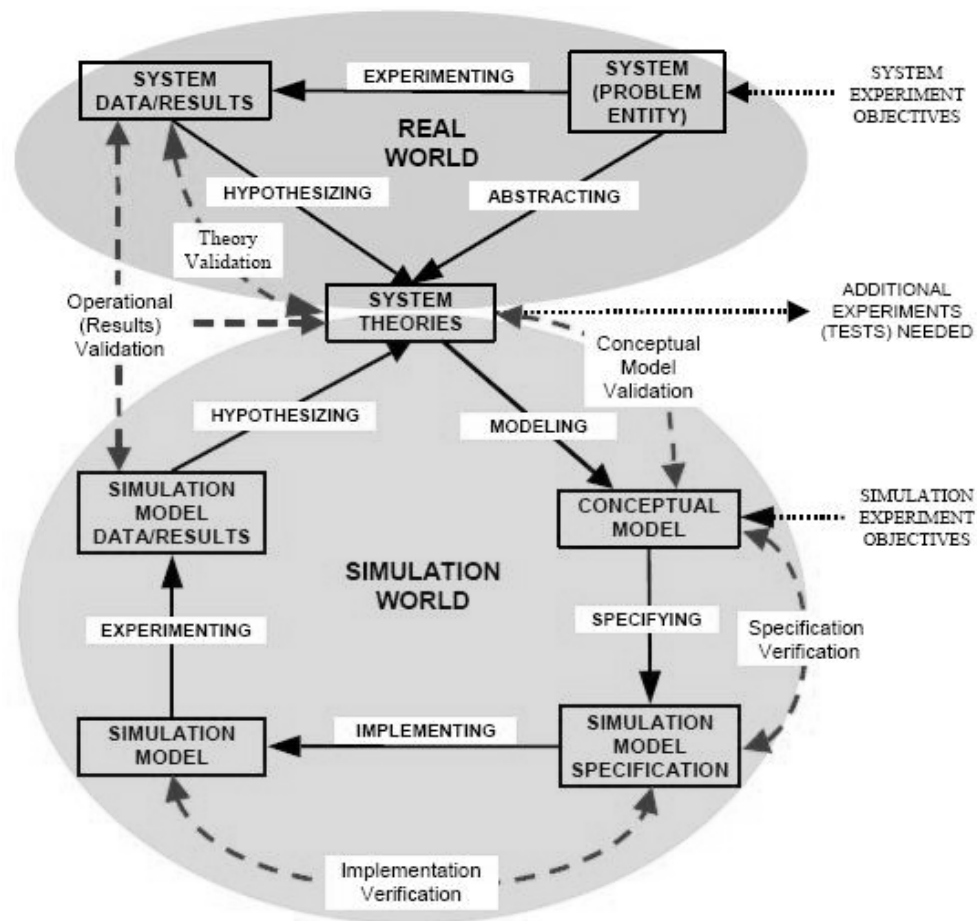 SYSTEM
DATA/RESULTS
EXPERIMENTING
SYSTEM
(PROBLEM
ENTITY)
SYSTEM
EXPERIMENT
OBJECTIVES
REAL
WORLD
HYPOTHESIZING
ABSTRACTING
Theory
Validation
Operational
(Results)
Validation
SYSTEM
THEORIES
ADDITIONAL
EXPERIMENTS
(TESTS) NEEDED
Conceptual
Model
Validation
HYPOTHESIZING
MODELING
SIMULATION
MODEL
DATA/RESULTS
CONCEPTUAL
MODEL
SIMULATION
EXPERIMENT
OBJECTIVES
SIMULATION
WORLD
EXPERIMENTING
SPECIFYING
Specification
Verification
SIMULATION
MODEL
IMPLEMENTING
SIMULATION
MODEL
SPECIFICATION
Implementation
Verification